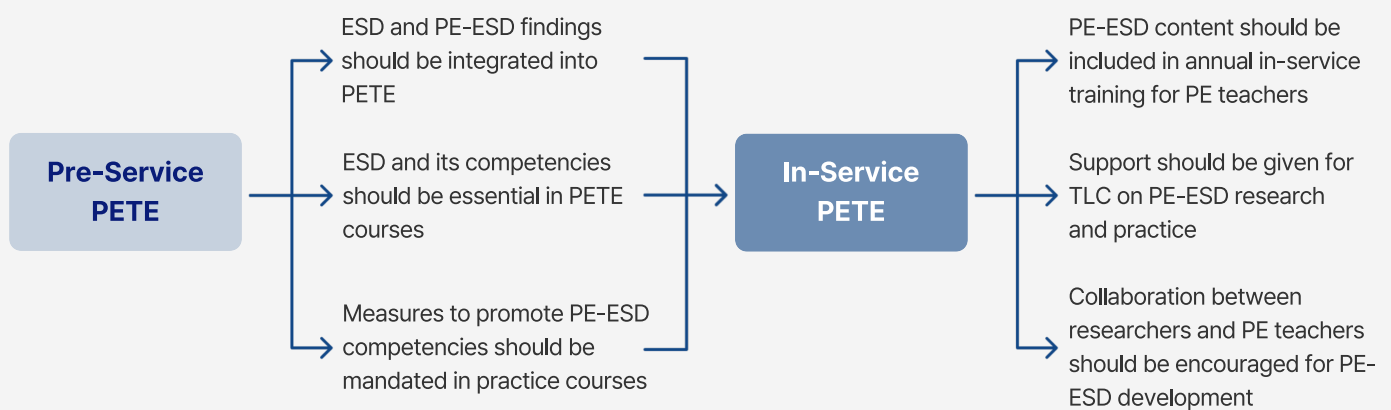 Pre-Service
PETE
ESD and PE-ESD findings
should be integrated into
PETE
ESD and its competencies
should be essential in PETE
courses
Measures to promote PE-ESD
competencies should be
mandated in practice courses
In-Service
PETE
PE-ESD content should be
included in annual in-service
training for PE teachers
Support should be given for
TLC on PE-ESD research
and practice
Collaboration between
researchers and PE teachers
should be encouraged for PE-
ESD development